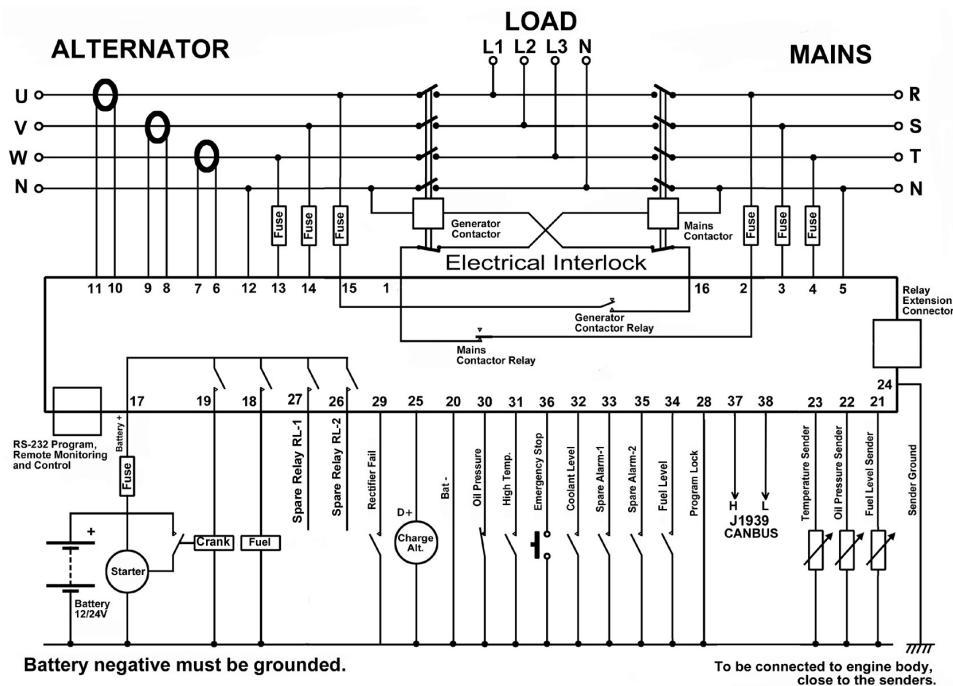 LOAD
ALTERNATOR
MAINS
L1 L2 L3 N
U
R
V
S
W
T
N
N
Fuse
Fuse
Fuse
Generator
Contactor
Mains
Contactor
Fuse
Fuse
Fuse
Electrical Interlock
11 10 9 8 7 6 12 13 14 15 1 16 2 3 4 5
Relay
Extension
Connector
Generator
Contactor Relay
Mains
Contactor Relay
24
17 19 18 27 26 29 25 20 30 31 36 32 33 35 34 28 37 38 23 22 21
RS-232 Program,
Remote Monitoring
and Control
Battery +
Fuse
Spare Relay RL-1
Spare Relay RL-2
Rectifier Fail
Bat -
Oil Pressure
High Temp.
Emergency Stop
Coolant Level
Spare Alarm-1
Spare Alarm-2
Fuel Level
Program Lock
H L
J1939
CANBUS
Temperature Sender
Oil Pressure Sender
Fuel Level Sender
Sender Ground
D+
Charge
Alt.
+
Crank
Fuel
Starter
Battery
12/24V
Battery negative must be grounded.
To be connected to engine body,
close to the senders.